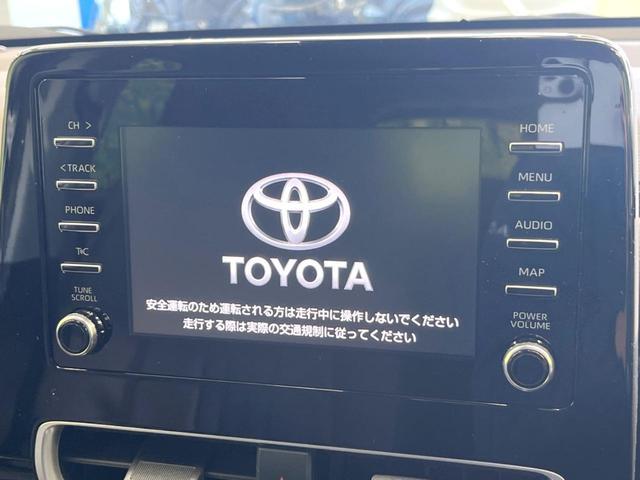 CH >
< TRACK
PHONE
T•C
TUNE
SCROLL
TOYOTA
安全運転のため運転される方は走行中に操作しないでください
走行する際は実際の交通規制に従ってください
HOME
MENU
AUDIO
MAP
POWER
VOLUME